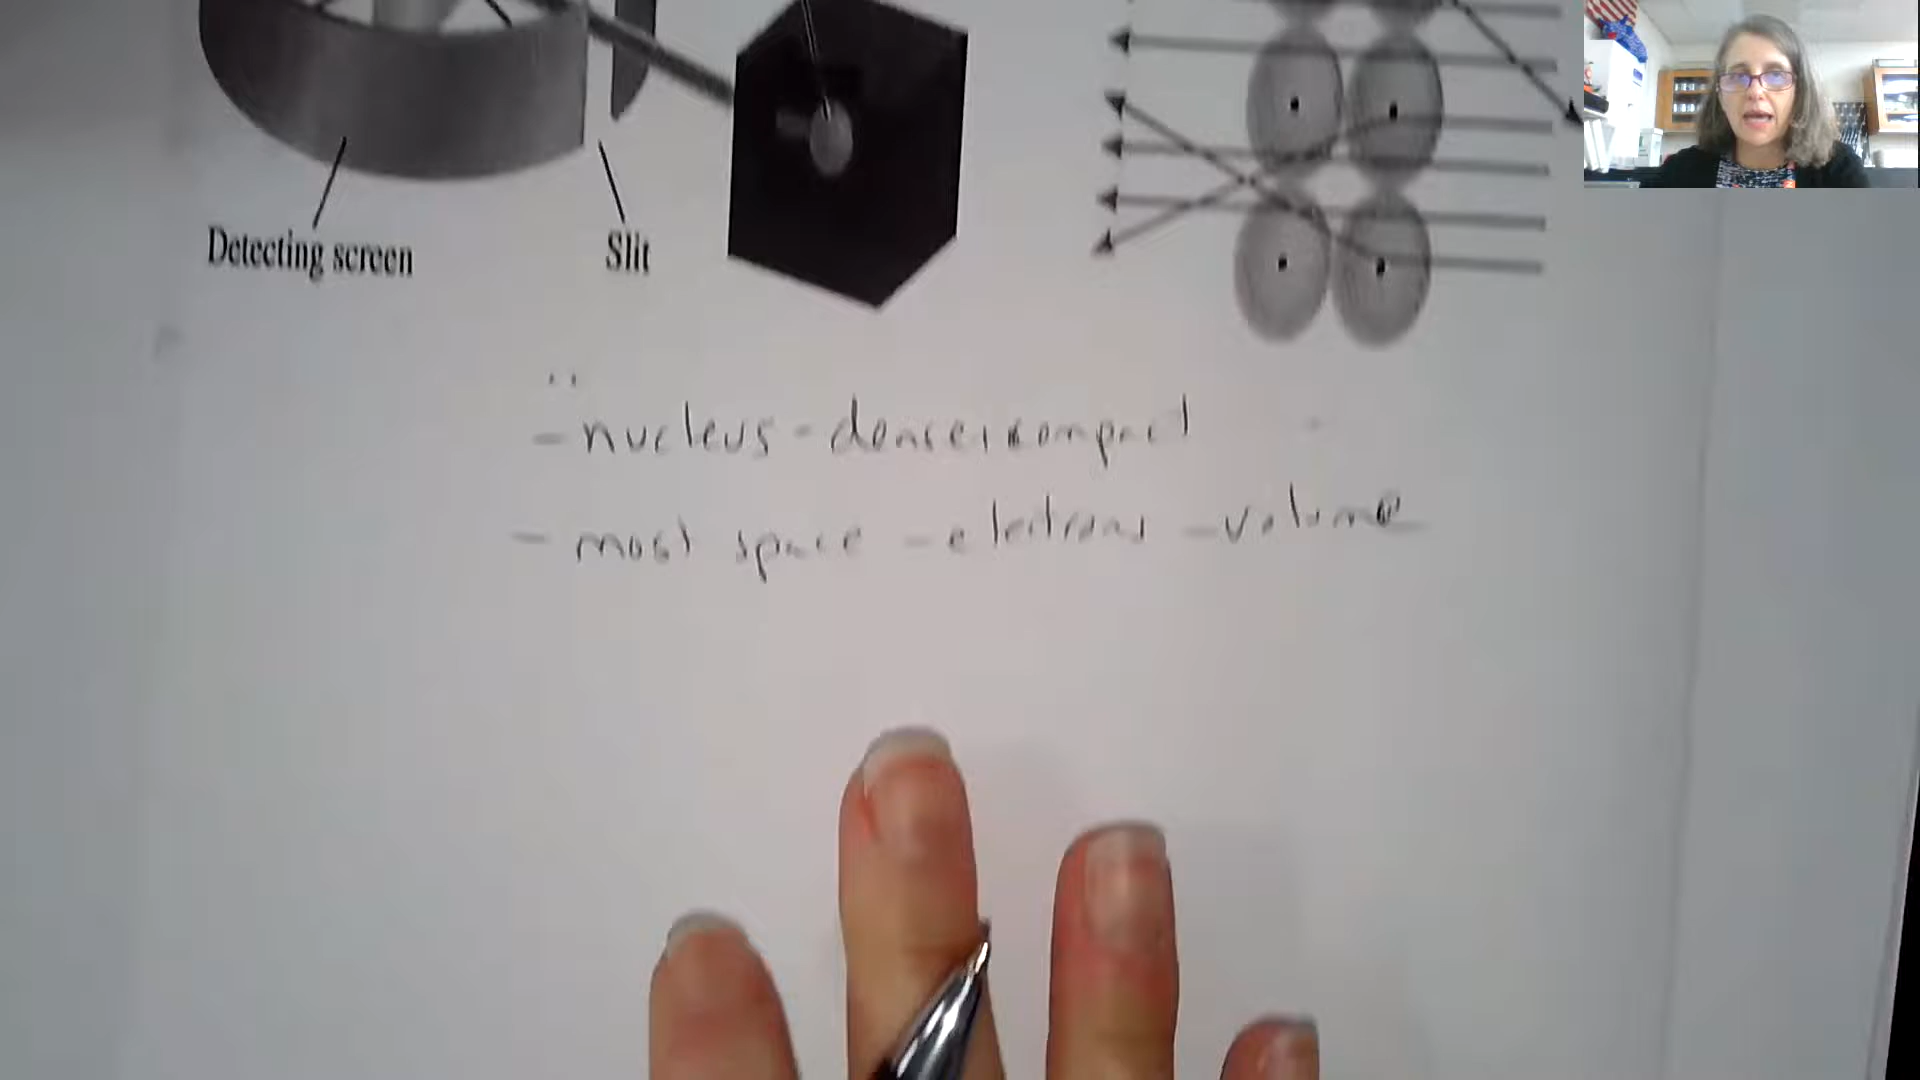 Detecting screen
Slit
- nucleus - dense, compact
- most space - electrons - volume